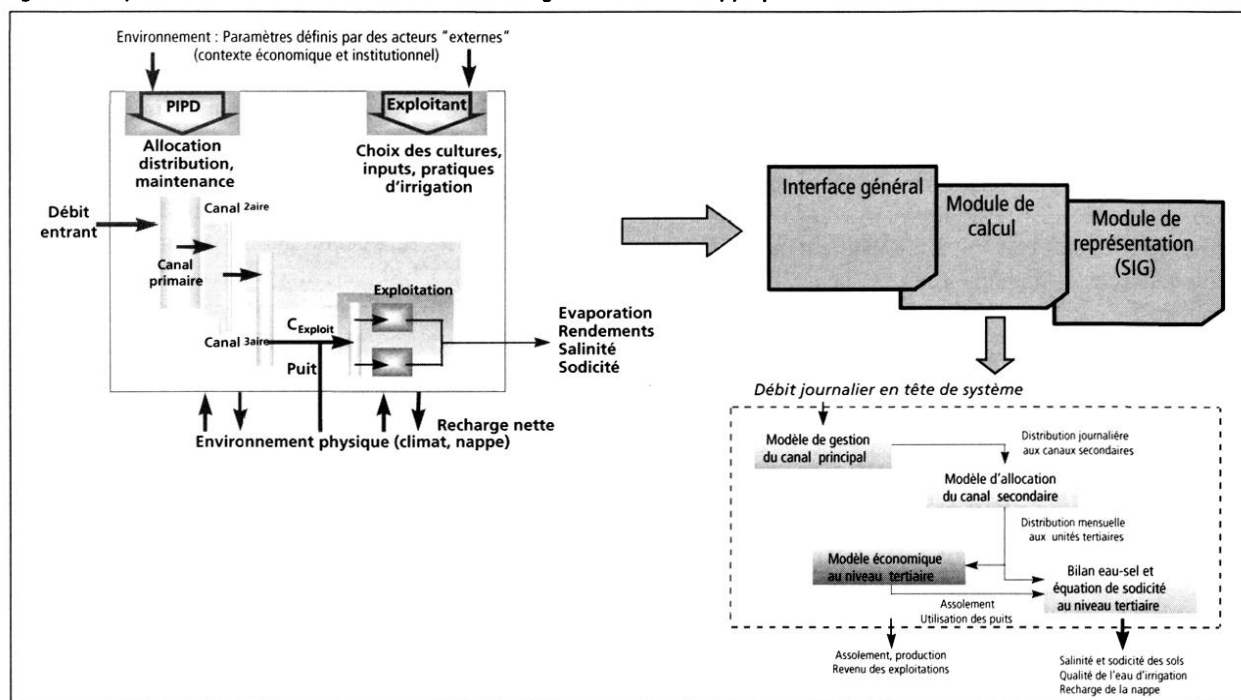 Environnement : Paramètres définis par des acteurs "externes"
(contexte économique et institutionnel)
PIPD
Exploitant
Allocation
distribution,
maintenance
Choix des cultures,
inputs, pratiques
d'irrigation
Débit
entrant
Canal 2aire
Canal
primaire
Exploitation
CExploit
Canal 3aire
Puit
Evaporation
Rendements
Salinité
Sodicité
Recharge nette
Environnement physique (climat, nappe)
Interface général
Module de
calcul
Module de
représentation
(SIG)
Débit journalier en tête de système
Modèle de gestion
du canal principal
Distribution journalière
aux canaux secondaires
Modèle d'allocation
du canal secondaire
Distribution mensuelle
aux unités tertiaires
Modèle économique
au niveau tertiaire
Bilan eau-sel et
équation de sodicité
au niveau tertiaire
Assolement
Utilisation des puits
Assolement, production
Revenu des exploitations
Salinité et sodicité des sols
Qualité de l'eau d'irrigation
Recharge de la nappe